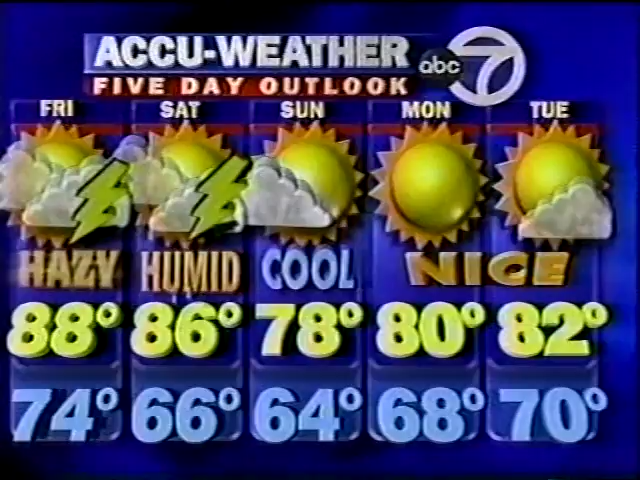 ACCU-WEATHER
abc 7
FIVE DAY OUTLOOK
FRI SAT SUN MON TUE
HAZY HUMID COOL NICE
88° 86° 78° 80° 82°
74° 66° 64° 68° 70°